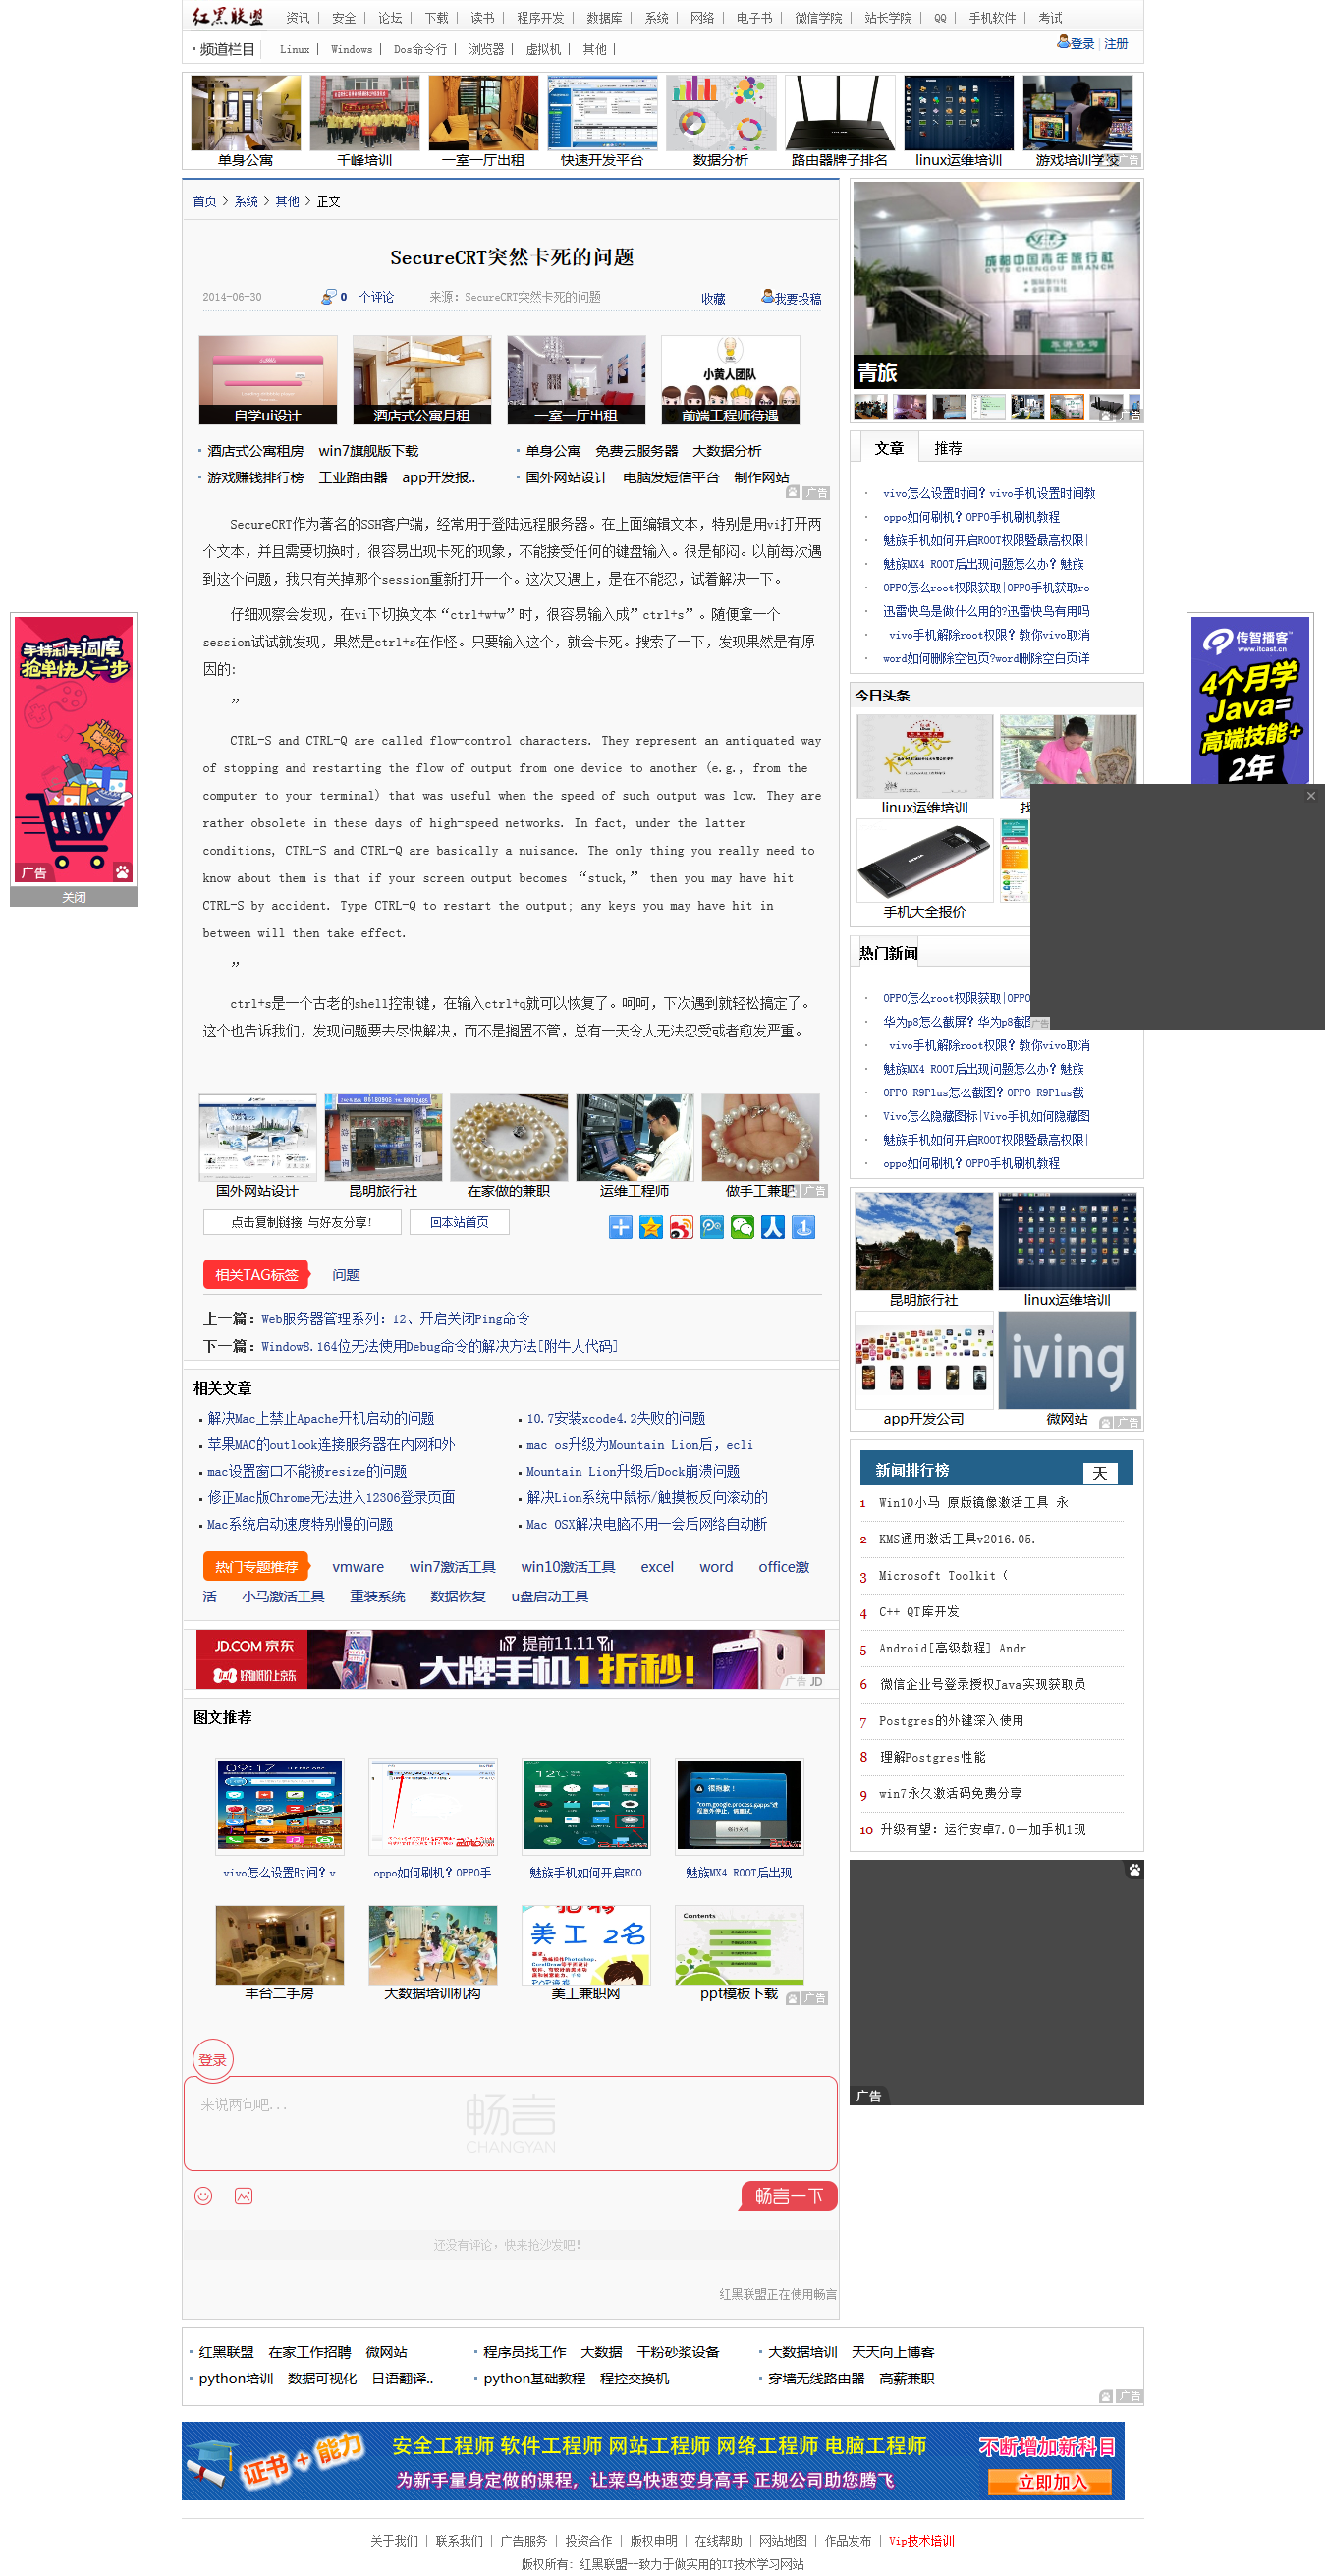 红黑联盟 资讯 | 安全 | 论坛 | 下载 | 读书 | 程序开发 | 数据库 | 系统 | 网络 | 电子书 | 微信学院 | 站长学院 | QQ | 手机软件 | 考试
频道栏目 Linux | Windows | Dos命令行 | 浏览器 | 虚拟机 | 其他 |
登录 | 注册
单身公寓 千峰培训 一室一厅出租 快速开发平台 数据分析 路由器牌子排名 linux运维培训 游戏培训学校
广告
首页 > 系统 > 其他 > 正文
SecureCRT突然卡死的问题
2014-06-30 0 个评论 来源：SecureCRT突然卡死的问题 收藏 我要投稿
自学ui设计 酒店式公寓月租 一室一厅出租 前端工程师待遇
小黄人团队
酒店式公寓租房 win7旗舰版下载 单身公寓 免费云服务器 大数据分析
游戏赚钱排行榜 工业路由器 app开发报.. 国外网站设计 电脑发短信平台 制作网站
广告
SecureCRT作为著名的SSH客户端，经常用于登陆远程服务器。在上面编辑文本，特别是用vi打开两
个文本，并且需要切换时，很容易出现卡死的现象，不能接受任何的键盘输入。很是郁闷。以前每次遇
到这个问题，我只有关掉那个session重新打开一个。这次又遇上，是在不能忍，试着解决一下。
仔细观察会发现，在vi下切换文本“ctrl+w+w”时，很容易输入成”ctrl+s”。随便拿一个
session试试就发现，果然是ctrl+s在作怪。只要输入这个，就会卡死。搜索了一下，发现果然是有原
因的：
”
CTRL-S and CTRL-Q are called flow-control characters. They represent an antiquated way
of stopping and restarting the flow of output from one device to another (e.g., from the
computer to your terminal) that was useful when the speed of such output was low. They are
rather obsolete in these days of high-speed networks. In fact, under the latter
conditions, CTRL-S and CTRL-Q are basically a nuisance. The only thing you really need to
know about them is that if your screen output becomes “stuck,” then you may have hit
CTRL-S by accident. Type CTRL-Q to restart the output; any keys you may have hit in
between will then take effect.
”
ctrl+s是一个古老的shell控制键，在输入ctrl+q就可以恢复了。呵呵，下次遇到就轻松搞定了。
这个也告诉我们，发现问题要去尽快解决，而不是搁置不管，总有一天令人无法忍受或者愈发严重。
国外网站设计 昆明旅行社 在家做的兼职 运维工程师 做手工兼职
广告
点击复制链接 与好友分享! 回本站首页
相关TAG标签 问题
上一篇：Web服务器管理系列：12、开启关闭Ping命令
下一篇：Window8.164位无法使用Debug命令的解决方法[附牛人代码]
相关文章
解决Mac上禁止Apache开机启动的问题 10.7安装xcode4.2失败的问题
苹果MAC的outlook连接服务器在内网和外 mac os升级为Mountain Lion后，ecli
mac设置窗口不能被resize的问题 Mountain Lion升级后Dock崩溃问题
修正Mac版Chrome无法进入12306登录页面 解决Lion系统中鼠标/触摸板反向滚动的
Mac系统启动速度特别慢的问题 Mac OSX解决电脑不用一会后网络自动断
热门专题推荐 vmware win7激活工具 win10激活工具 excel word office激
活 小马激活工具 重装系统 数据恢复 u盘启动工具
JD.COM 京东
好物低价上京东
提前11.11
大牌手机1折秒!
广告 JD
图文推荐
vivo怎么设置时间？v oppo如何刷机？OPPO手 魅族手机如何开启ROO 魅族MX4 ROOT后出现
丰台二手房 大数据培训机构 美工兼职网 ppt模板下载
美工 2名
Contents
广告
登录
来说两句吧...
畅言
CHANGYAN
畅言一下
还没有评论，快来抢沙发吧!
红黑联盟正在使用畅言
成都中国青年旅行社
CYTS CHENGDU BRANCH
旅游咨询
青旅
广告
文章 推荐
vivo怎么设置时间？vivo手机设置时间教
oppo如何刷机？OPPO手机刷机教程
魅族手机如何开启ROOT权限暨最高权限|
魅族MX4 ROOT后出现问题怎么办？魅族
OPPO怎么root权限获取|OPPO手机获取ro
迅雷快鸟是做什么用的?迅雷快鸟有用吗
vivo手机解除root权限？教你vivo取消
word如何删除空包页?word删除空白页详
今日头条
linux运维培训 找
手机大全报价
热门新闻
OPPO怎么root权限获取|OPPO
华为p8怎么截屏？华为p8截图
vivo手机解除root权限？教你vivo取消
魅族MX4 ROOT后出现问题怎么办？魅族
OPPO R9Plus怎么截图？OPPO R9Plus截
Vivo怎么隐藏图标|Vivo手机如何隐藏图
魅族手机如何开启ROOT权限暨最高权限|
oppo如何刷机？OPPO手机刷机教程
昆明旅行社 linux运维培训
iving
app开发公司 微网站
广告
新闻排行榜 天
1 Win10小马 原版镜像激活工具 永
2 KMS通用激活工具v2016.05.
3 Microsoft Toolkit（
4 C++ QT库开发
5 Android[高级教程] Andr
6 微信企业号登录授权Java实现获取员
7 Postgres的外键深入使用
8 理解Postgres性能
9 win7永久激活码免费分享
10 升级有望：运行安卓7.0一加手机1现
广告
手特制手词库
抢单快人一步
广告
关闭
传智播客
www.itcast.cn
4个月学
Java=
高端技能+
2年
广告
红黑联盟 在家工作招聘 微网站 程序员找工作 大数据 干粉砂浆设备 大数据培训 天天向上博客
python培训 数据可视化 日语翻译.. python基础教程 程控交换机 穿墙无线路由器 高薪兼职
广告
证书+能力
安全工程师 软件工程师 网站工程师 网络工程师 电脑工程师
为新手量身定做的课程，让菜鸟快速变身高手 正规公司助您腾飞
不断增加新科目
立即加入
关于我们 | 联系我们 | 广告服务 | 投资合作 | 版权申明 | 在线帮助 | 网站地图 | 作品发布 | Vip技术培训
版权所有：红黑联盟--致力于做实用的IT技术学习网站